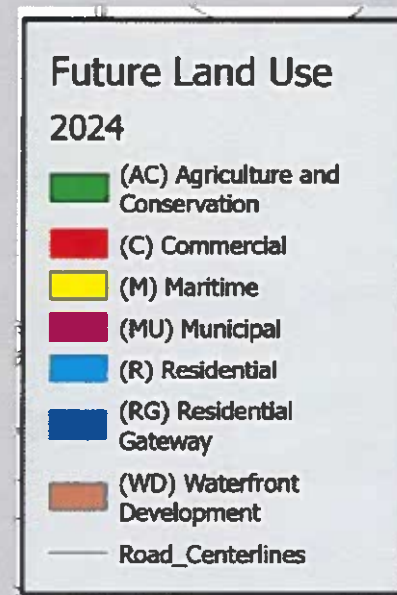 Future Land Use
2024
(AC) Agriculture and
Conservation
(C) Commercial
(M) Maritime
(MU) Municipal
(R) Residential
(RG) Residential
Gateway
(WD) Waterfront
Development
Road_Centerlines